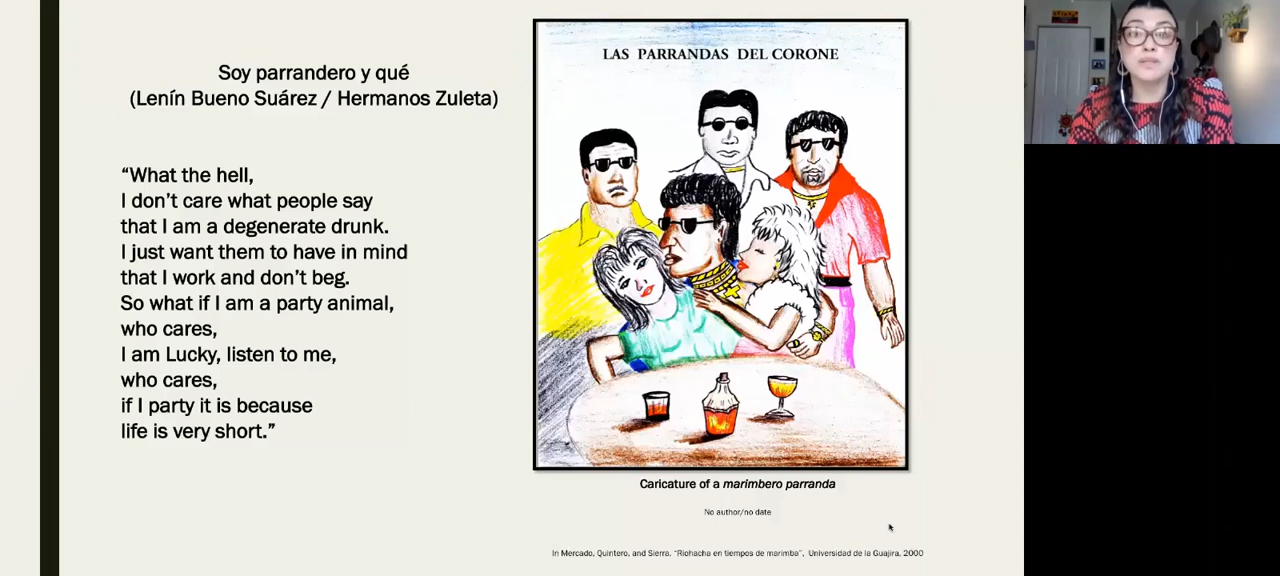 Soy parrandero y qué
(Lenín Bueno Suárez / Hermanos Zuleta)
“What the hell,
I don’t care what people say
that I am a degenerate drunk.
I just want them to have in mind
that I work and don’t beg.
So what if I am a party animal,
who cares,
I am Lucky, listen to me,
who cares,
if I party it is because
life is very short.”
LAS PARRANDAS DEL CORONE
Caricature of a marimbero parranda
No author/no date
In Mercado, Quintero, and Sierra. “Riohacha en tiempos de marimba”, Universidad de la Guajira, 2000